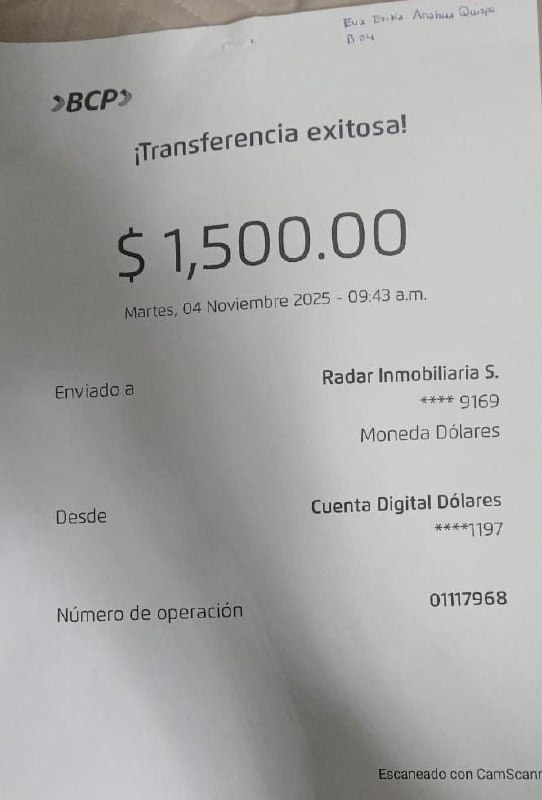 Eva Erika Anahua Quispe
B 04
BCP
¡Transferencia exitosa!
$ 1,500.00
Martes, 04 Noviembre 2025 - 09:43 a.m.
Enviado a
Radar Inmobiliaria S.
**** 9169
Moneda Dólares
Desde
Cuenta Digital Dólares
****1197
Número de operación
01117968
Escaneado con CamScann